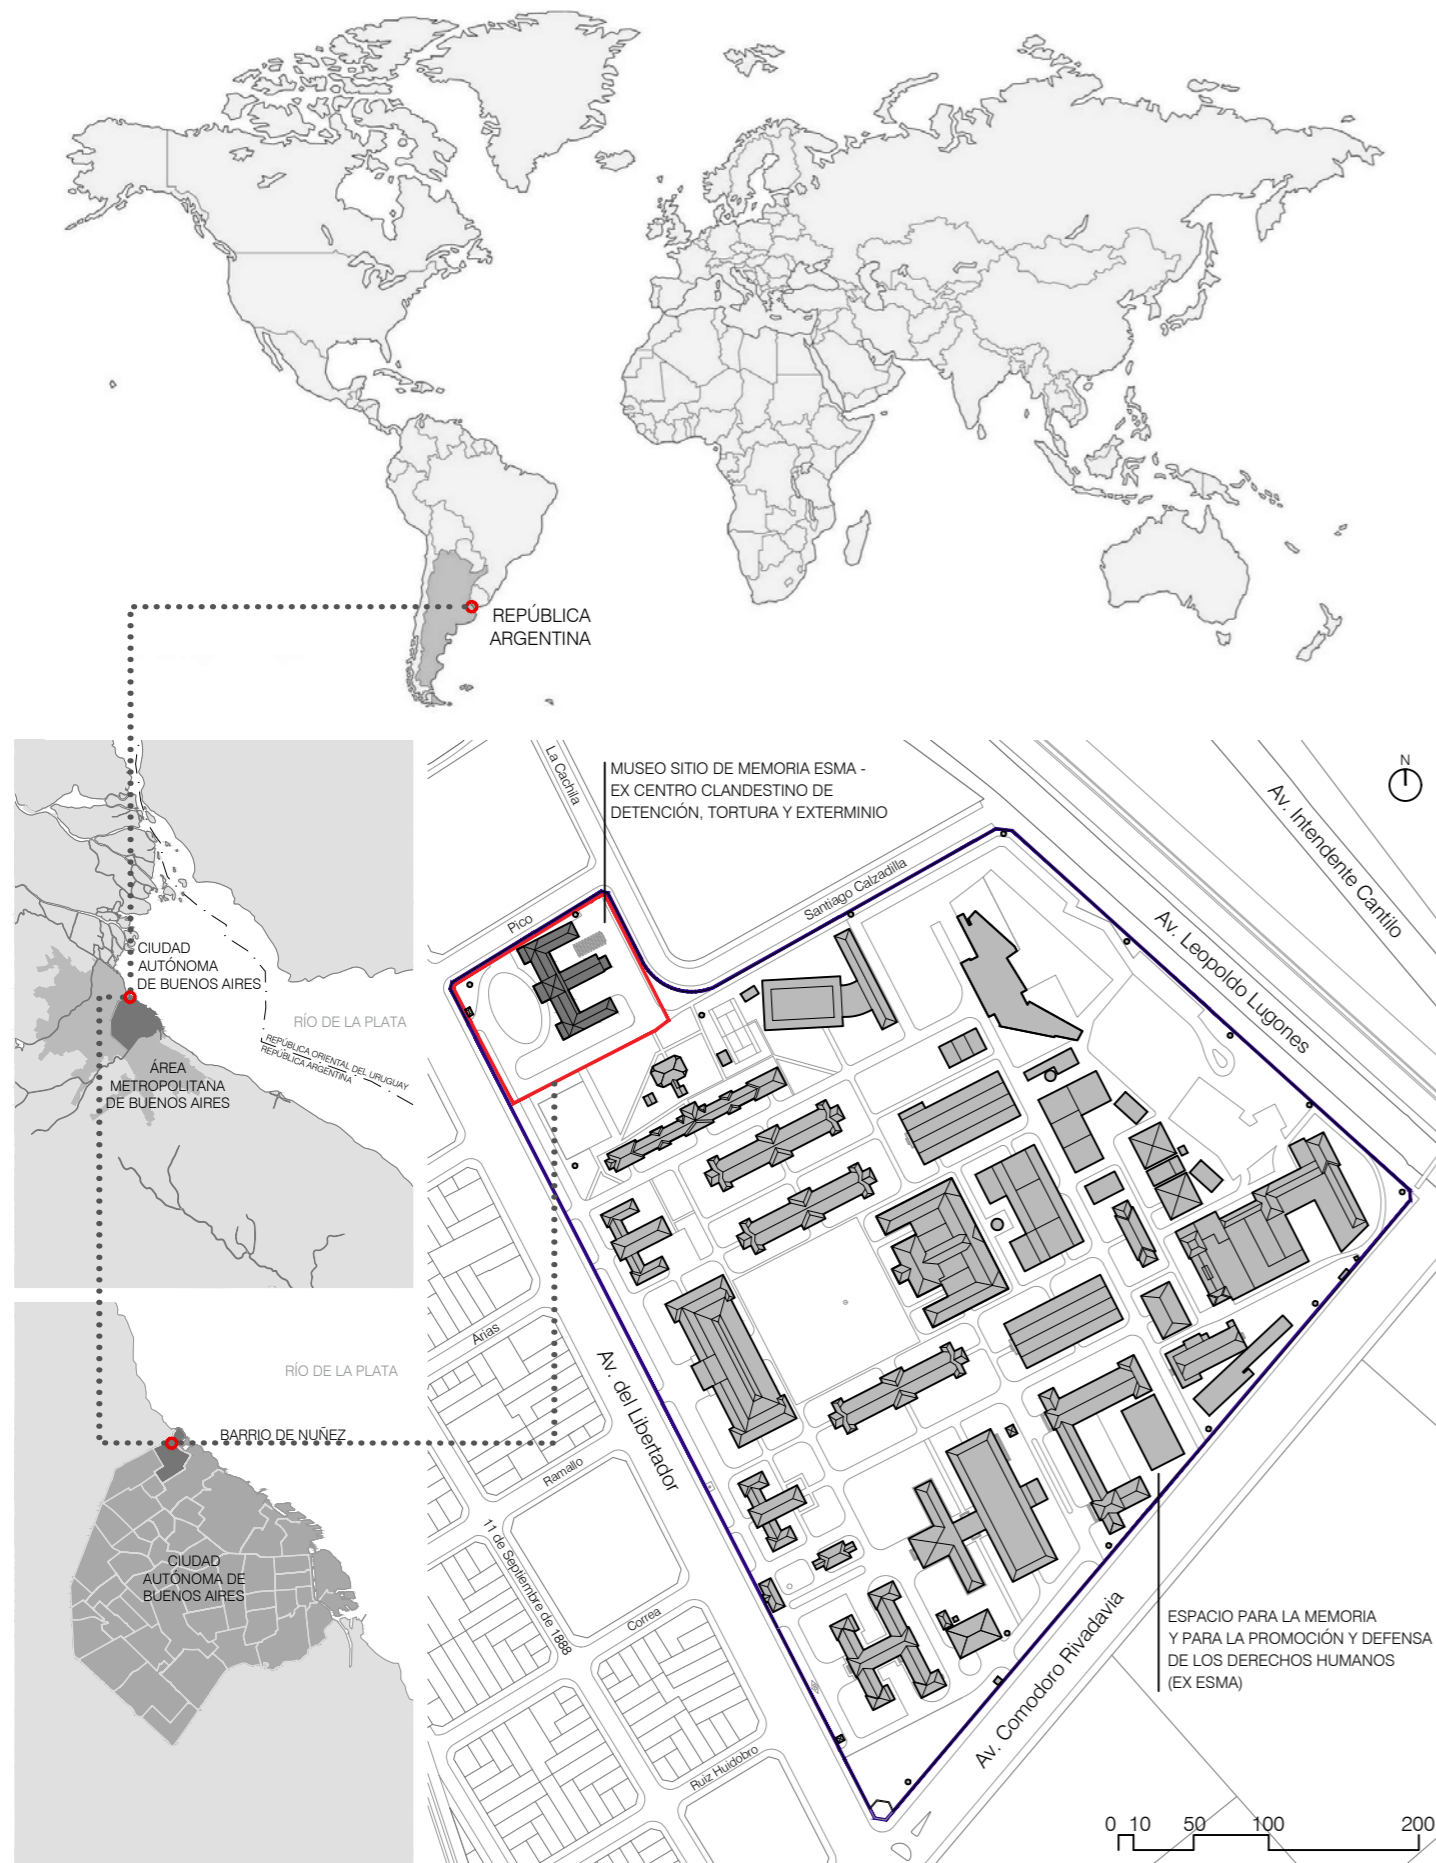 REPÚBLICA
ARGENTINA
CIUDAD
AUTÓNOMA
DE BUENOS AIRES
RÍO DE LA PLATA
REPÚBLICA ORIENTAL DEL URUGUAY
REPÚBLICA ARGENTINA
ÁREA
METROPOLITANA
DE BUENOS AIRES
RÍO DE LA PLATA
BARRIO DE NUÑEZ
CIUDAD
AUTÓNOMA DE
BUENOS AIRES
La Cachila
MUSEO SITIO DE MEMORIA ESMA -
EX CENTRO CLANDESTINO DE
DETENCIÓN, TORTURA Y EXTERMINIO
N
Av. Intendente Cantilo
Santiago Calzadilla
Pico
Av. Leopoldo Lugones
Arias
Av. del Libertador
Ramallo
11 de Septiembre de 1888
Correa
Ruiz Huidobro
Av. Comodoro Rivadavia
ESPACIO PARA LA MEMORIA
Y PARA LA PROMOCIÓN Y DEFENSA
DE LOS DERECHOS HUMANOS
(EX ESMA)
0 10 50 100 200